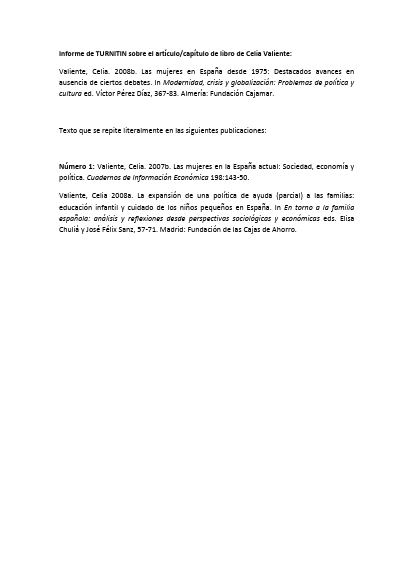 Informe de TURNITIN sobre el artículo/capítulo de libro de Celia Valiente:
Valiente, Celia. 2008b. Las mujeres en España desde 1975: Destacados avances en
ausencia de ciertos debates. In Modernidad, crisis y globalización: Problemas de política y
cultura ed. Víctor Pérez Díaz, 367-83. Almería: Fundación Cajamar.
Texto que se repite literalmente en las siguientes publicaciones:
Número 1: Valiente, Celia. 2007b. Las mujeres en la España actual: Sociedad, economía y
política. Cuadernos de Información Económica 198:143-50.
Valiente, Celia 2008a. La expansión de una política de ayuda (parcial) a las familias:
educación infantil y cuidado de los niños pequeños en España. In En torno a la familia
española: análisis y reflexiones desde perspectivas sociológicas y económicas eds. Elisa
Chuliá y José Félix Sanz, 57-71. Madrid: Fundación de las Cajas de Ahorro.